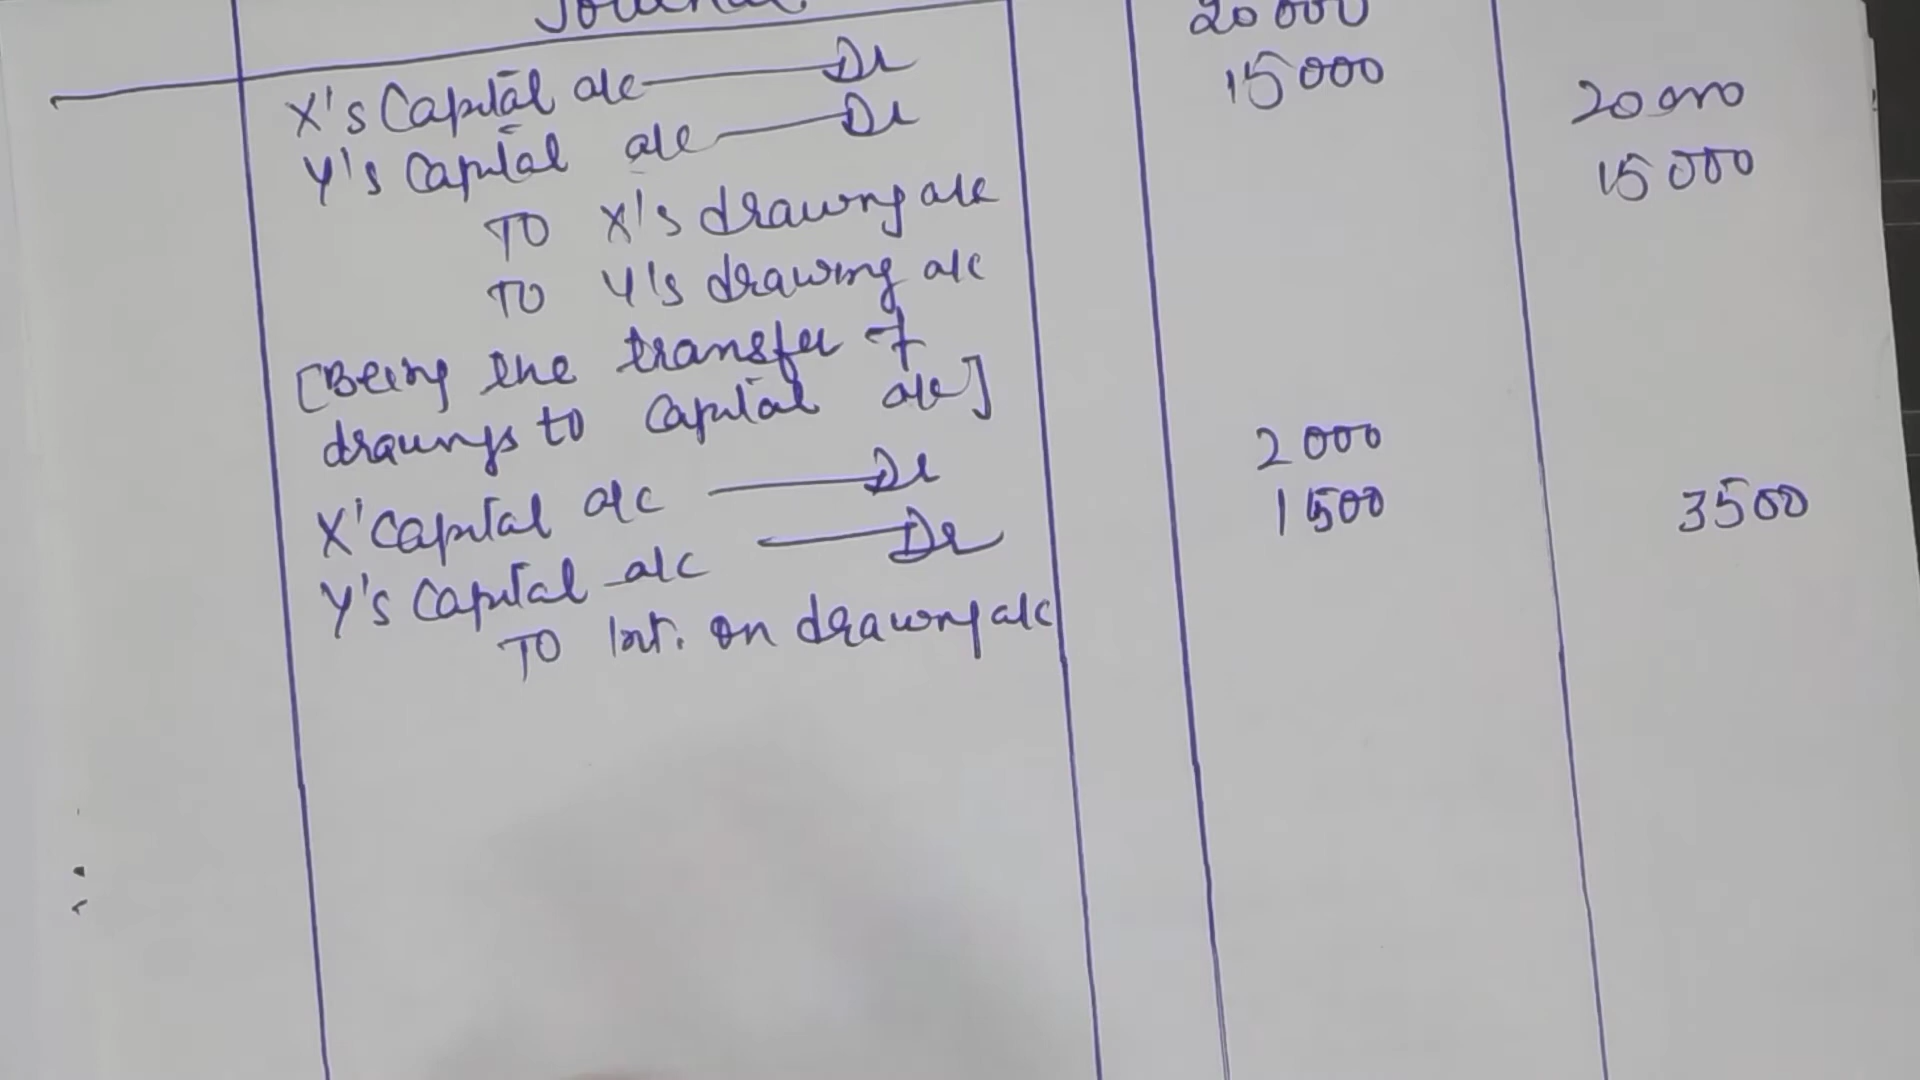 Journal
X's Capital a/c Dr 20000
Y's Capital a/c Dr 15000
TO X's drawing a/c 20000
TO Y's drawing a/c 15000
[Being the transfer of
drawings to Capital a/c]
X'Capital a/c Dr 2000
Y's Capital a/c Dr 1500
TO Int. on drawing a/c 3500